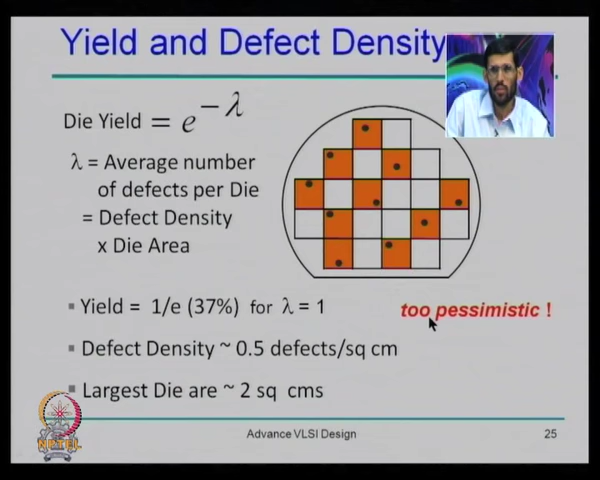 Yield and Defect Density
Die Yield = e^−λ
λ = Average number
of defects per Die
= Defect Density
x Die Area
▪ Yield = 1/e (37%) for λ = 1
too pessimistic !
▪ Defect Density ~ 0.5 defects/sq cm
▪ Largest Die are ~ 2 sq cms
NPTEL
Advance VLSI Design
25